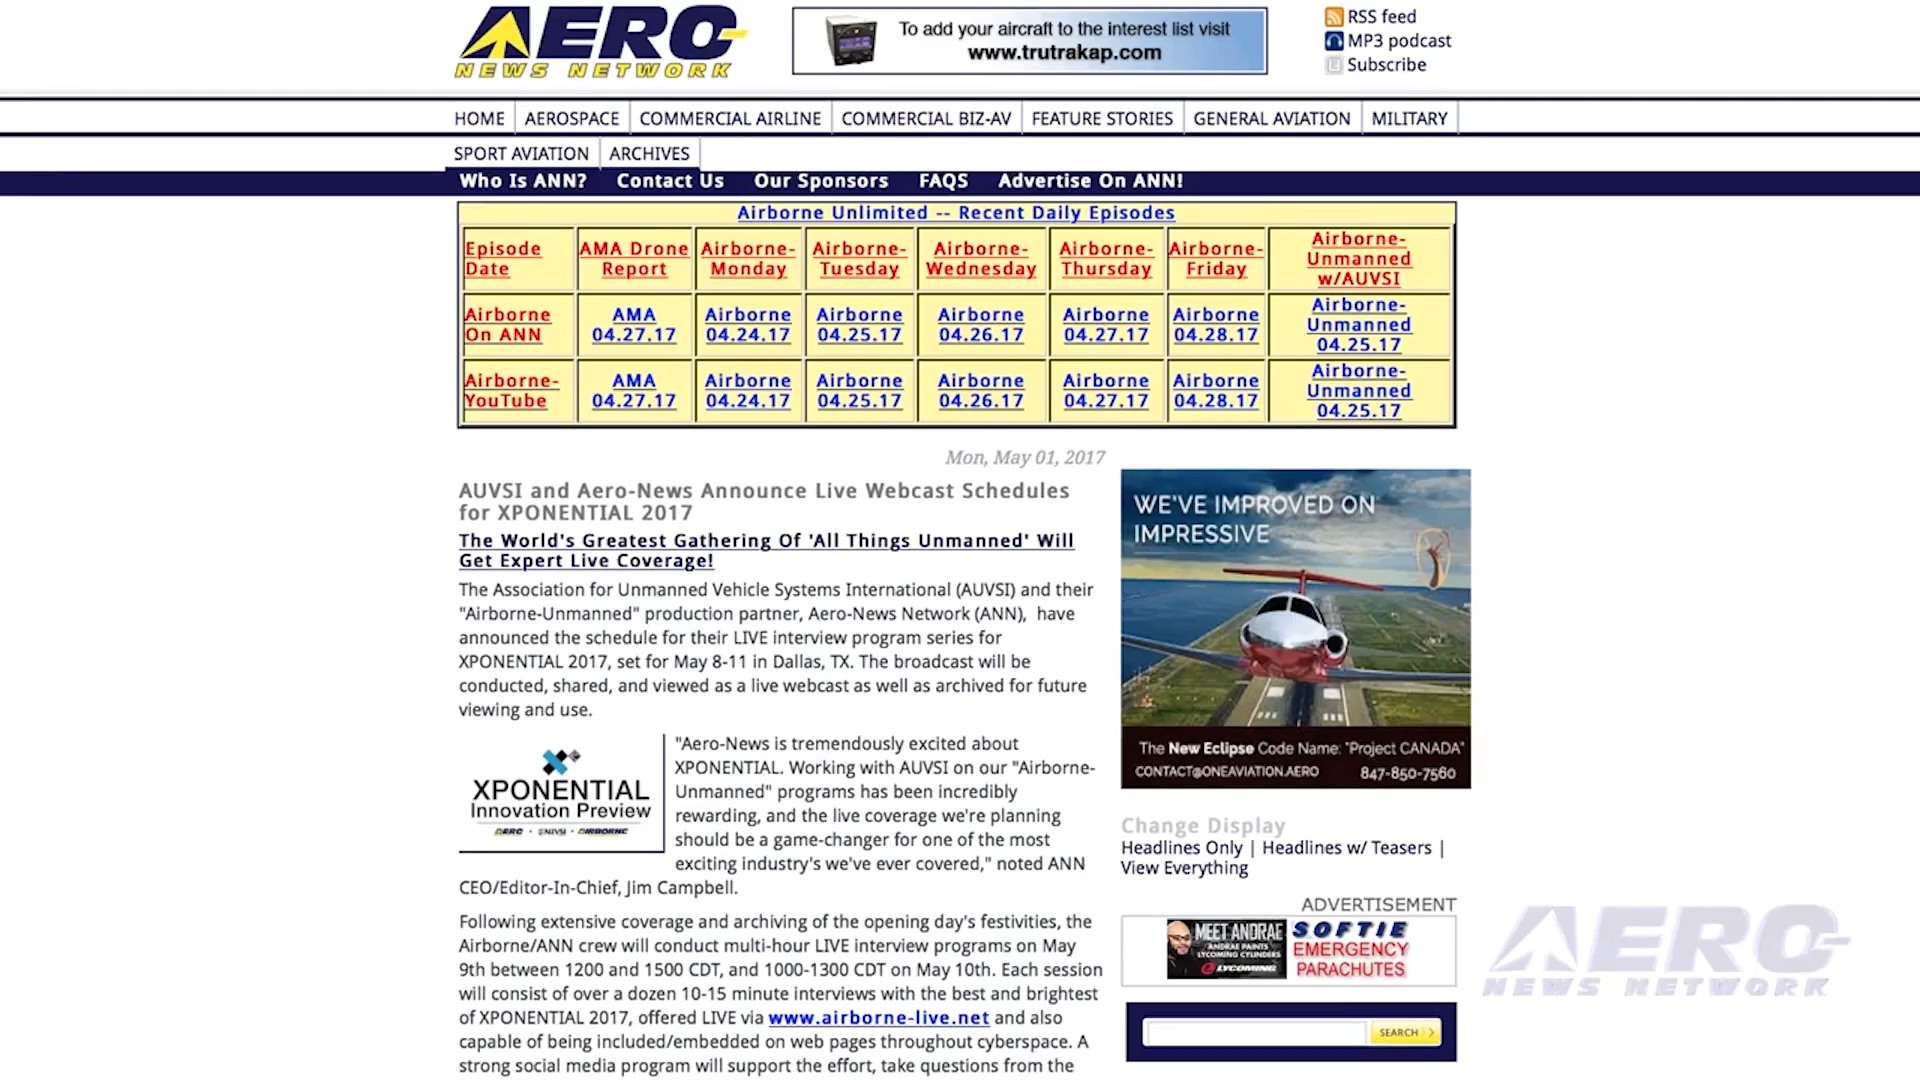 AERO
NEWS NETWORK
To add your aircraft to the interest list visit
www.trutrakap.com
RSS feed
MP3 podcast
Subscribe
HOME AEROSPACE COMMERCIAL AIRLINE COMMERCIAL BIZ-AV FEATURE STORIES GENERAL AVIATION MILITARY
SPORT AVIATION ARCHIVES
Who Is ANN? Contact Us Our Sponsors FAQS Advertise On ANN!
Airborne Unlimited -- Recent Daily Episodes
Episode Date AMA Drone Report Airborne-Monday Airborne-Tuesday Airborne-Wednesday Airborne-Thursday Airborne-Friday Airborne-Unmanned w/AUVSI
Airborne On ANN AMA 04.27.17 Airborne 04.24.17 Airborne 04.25.17 Airborne 04.26.17 Airborne 04.27.17 Airborne 04.28.17 Airborne-Unmanned 04.25.17
Airborne-YouTube AMA 04.27.17 Airborne 04.24.17 Airborne 04.25.17 Airborne 04.26.17 Airborne 04.27.17 Airborne 04.28.17 Airborne-Unmanned 04.25.17
Mon, May 01, 2017
AUVSI and Aero-News Announce Live Webcast Schedules
for XPONENTIAL 2017
The World's Greatest Gathering Of 'All Things Unmanned' Will
Get Expert Live Coverage!
The Association for Unmanned Vehicle Systems International (AUVSI) and their
"Airborne-Unmanned" production partner, Aero-News Network (ANN), have
announced the schedule for their LIVE interview program series for
XPONENTIAL 2017, set for May 8-11 in Dallas, TX. The broadcast will be
conducted, shared, and viewed as a live webcast as well as archived for future
viewing and use.
XPONENTIAL
Innovation Preview
AERO • AUVSI • AIRBORNE
"Aero-News is tremendously excited about
XPONENTIAL. Working with AUVSI on our "Airborne-
Unmanned" programs has been incredibly
rewarding, and the live coverage we're planning
should be a game-changer for one of the most
exciting industry's we've ever covered," noted ANN
CEO/Editor-In-Chief, Jim Campbell.
Following extensive coverage and archiving of the opening day's festivities, the
Airborne/ANN crew will conduct multi-hour LIVE interview programs on May
9th between 1200 and 1500 CDT, and 1000-1300 CDT on May 10th. Each session
will consist of over a dozen 10-15 minute interviews with the best and brightest
of XPONENTIAL 2017, offered LIVE via www.airborne-live.net and also
capable of being included/embedded on web pages throughout cyberspace. A
strong social media program will support the effort, take questions from the
WE'VE IMPROVED ON
IMPRESSIVE
The New Eclipse Code Name: "Project CANADA"
CONTACT@ONEAVIATION.AERO 847-850-7560
Change Display
Headlines Only | Headlines w/ Teasers |
View Everything
ADVERTISEMENT
MEET ANDRAE
ANDRAE PAINTS
LYCOMING CYLINDERS
LYCOMING
SOFTIE
EMERGENCY
PARACHUTES
SEARCH
AERO
NEWS NETWORK